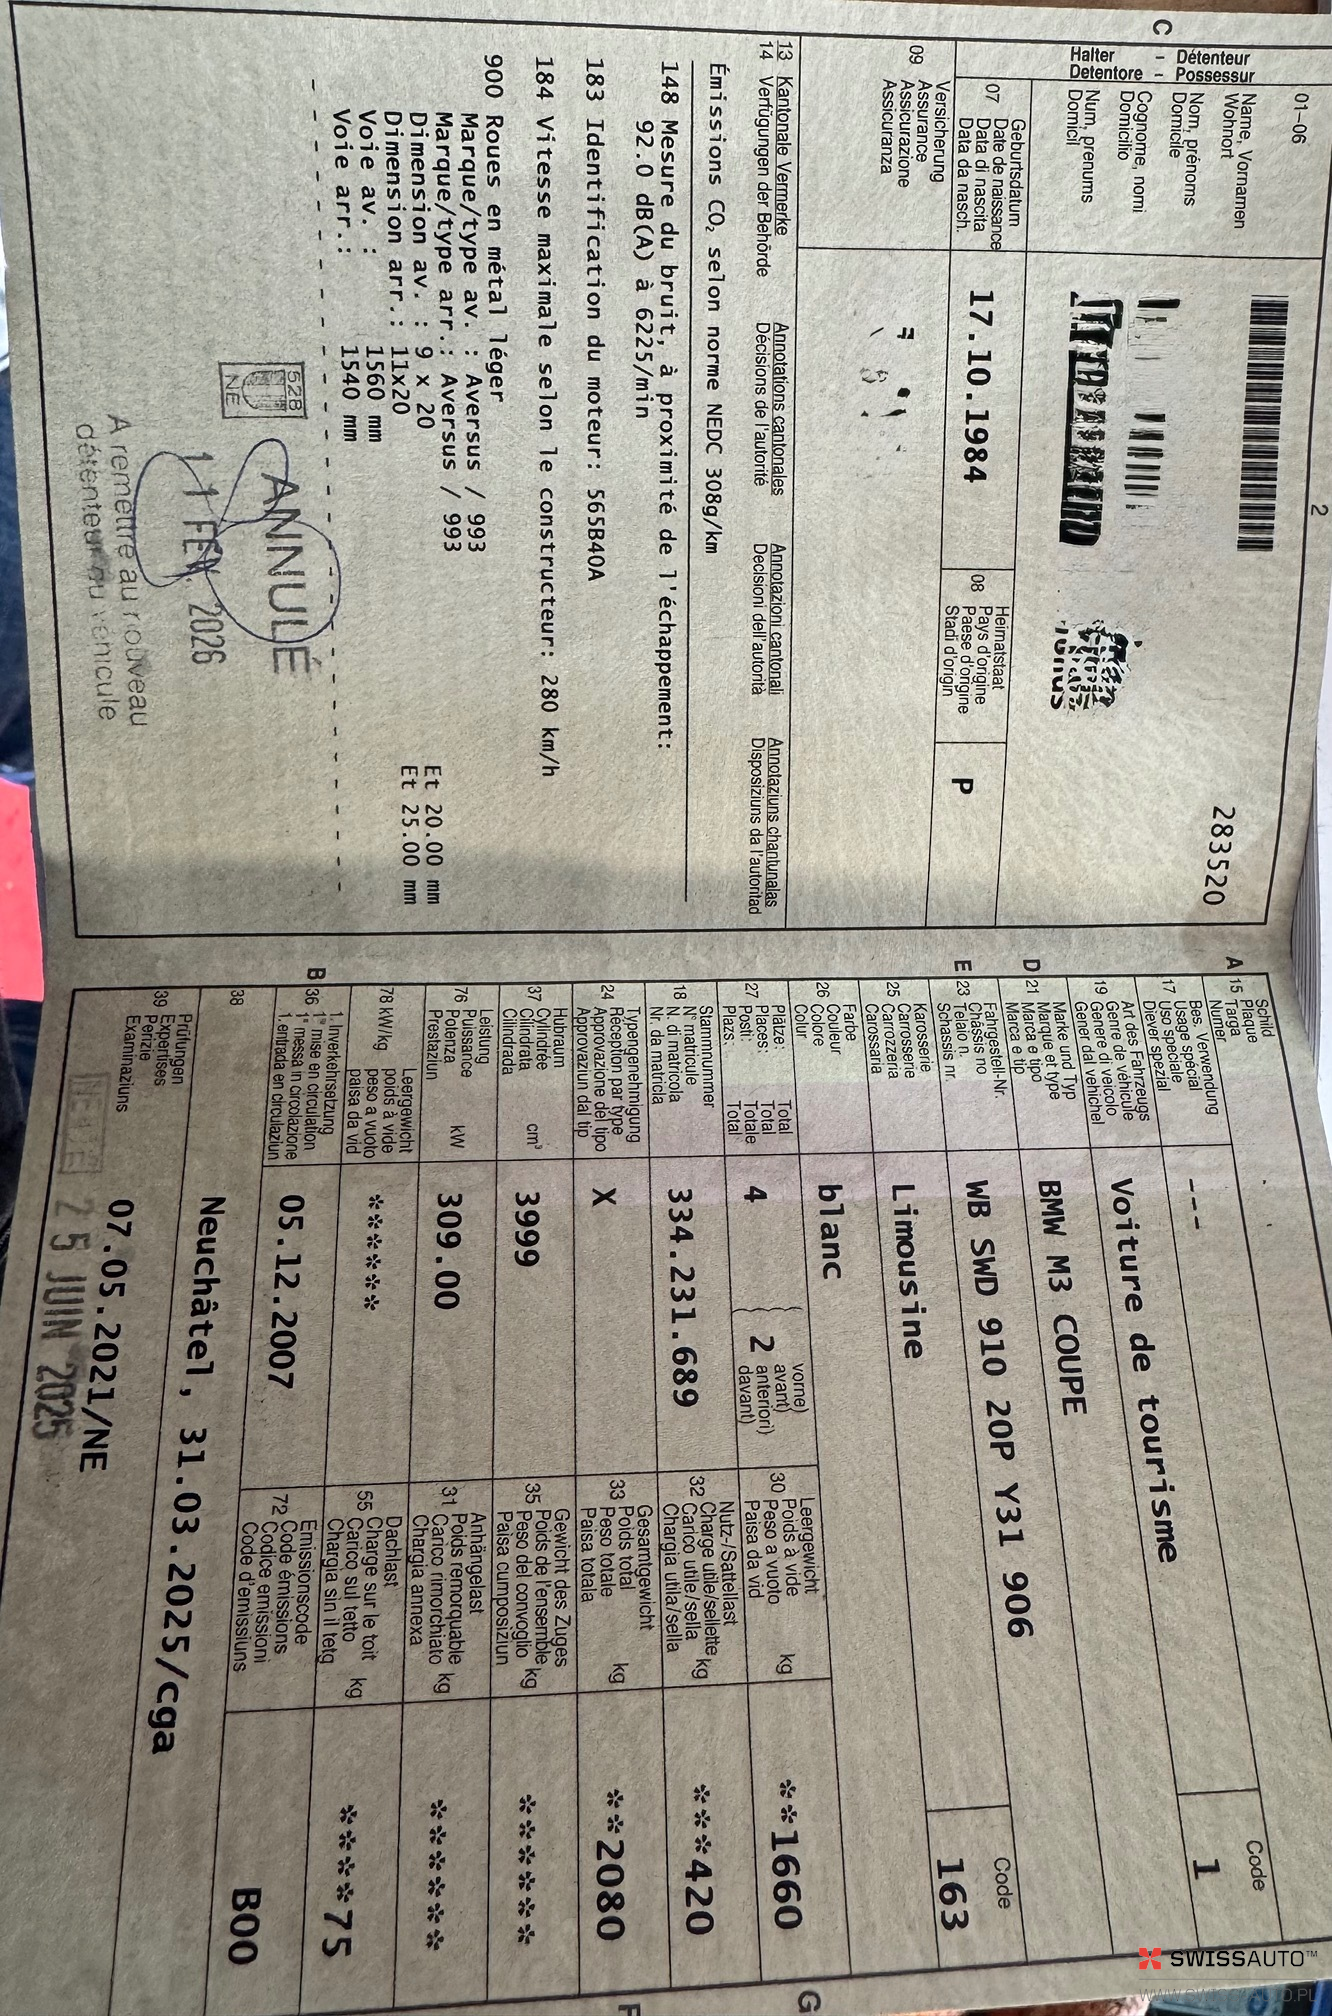 2
283520
01-06
C
Halter - Détenteur
Detentore - Possessur
Name, Vornamen
Wohnort
Nom, prénoms
Domicile
Cognome, nomi
Domicilio
Num, prenums
Domicil
07
Geburtsdatum
Date de naissance
Data di nascita
Data da nasch.
17.10.1984
08
Heimatstaat
Pays d'origine
Paese d'origine
Stadi d'origin
P
09
Versicherung
Assurance
Assicurazione
Assicuranza
13 Kantonale Vermerke Annotations cantonales Annotazioni cantonali Annotaziuns chantunalas
14 Verfügungen der Behörde Décisions de l'autorité Decisioni dell'autorità Disposiziuns da l'autoritad
Émissions CO₂ selon norme NEDC 308g/km
148 Mesure du bruit, à proximité de l'échappement:
92.0 dB(A) à 6225/min
183 Identification du moteur: 565B40A
184 Vitesse maximale selon le constructeur: 280 km/h
900 Roues en métal léger
Marque/type av. : Aversus / 993
Marque/type arr.: Aversus / 993
Dimension av. : 9 x 20 Et 20.00 mm
Dimension arr.: 11x20 Et 25.00 mm
Voie av. : 1560 mm
Voie arr.: 1540 mm
- - - - - - - - - - - - - - - - - - - -
528
NE
ANNULÉ
1 1 FEV. 2026
A remettre au nouveau
détenteur du véhicule
A 15
Schild
Plaque
Targa
Numer
Code
17
Bes. Verwendung
Usage spécial
Uso speciale
Diever spezial
---
1
19
Art des Fahrzeugs
Genre de véhicule
Genere di veicolo
Gener dal vehichel
Voiture de tourisme
D 21
Marke und Typ
Marque et type
Marca e tipo
Marca e tip
BMW M3 COUPE
Code
E 23
Fahrgestell-Nr.
Châssis no
Telaio n.
Schassis nr.
WB SWD 910 20P Y31 906
163
25
Karosserie
Carrosserie
Carrozzeria
Carossaria
Limousine
26
Farbe
Couleur
Colore
Colur
blanc
27
Plätze: Total
Places: Total
Posti: Totale
Plazs: Total
4
2
vorne)
avant)
anteriori)
davant)
30
Leergewicht
Poids à vide
Peso a vuoto
Paisa da vid
kg
**1660
18
Stammnummer
N° matricule
N. di matricola
Nr. da matricla
334.231.689
32
Nutz-/Sattellast
Charge utile/sellette kg
Carico utile/sella
Chargia utila/sella
***420
24
Typengenehmigung
Réception par type
Approvazione del tipo
Approvaziun dal tip
X
33
Gesamtgewicht
Poids total
Peso totale
Paisa totala
kg
**2080
37
Hubraum
Cylindrée
Cilindrata
Cilindrada
cm³
3999
35
Gewicht des Zuges
Poids de l'ensemble kg
Peso del convoglio
Paisa cumposiziun
******
76
Leistung
Puissance
Potenza
Prestaziun
kW
309.00
31
Anhängelast
Poids remorquable kg
Carico rimorchiato
Chargia annexa
******
78 kW/kg
Leergewicht
poids à vide
peso a vuoto
paisa da vid
*****
55
Dachlast
Charge sur le toit
Carico sul tetto
Chargia sin il tetg
kg
****75
B 36
1. Inverkehrsetzung
1re mise en circulation
1a messa in circolazione
1. entrada en circulaziun
05.12.2007
72
Emissionscode
Code émissions
Codice emissioni
Code d'emissiuns
B00
38
Neuchâtel, 31.03.2025/cga
39
Prüfungen
Expertises
Perizie
Examinaziuns
07.05.2021/NE
2 5 JUIN 2025
F
G
SWISSAUTO™
WWW.SWISSAUTO.PL